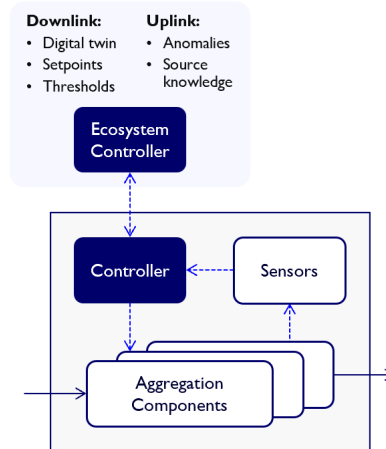 Downlink:
• Digital twin
• Setpoints
• Thresholds
Uplink:
• Anomalies
• Source
knowledge
Ecosystem
Controller
Controller
Sensors
Aggregation
Components